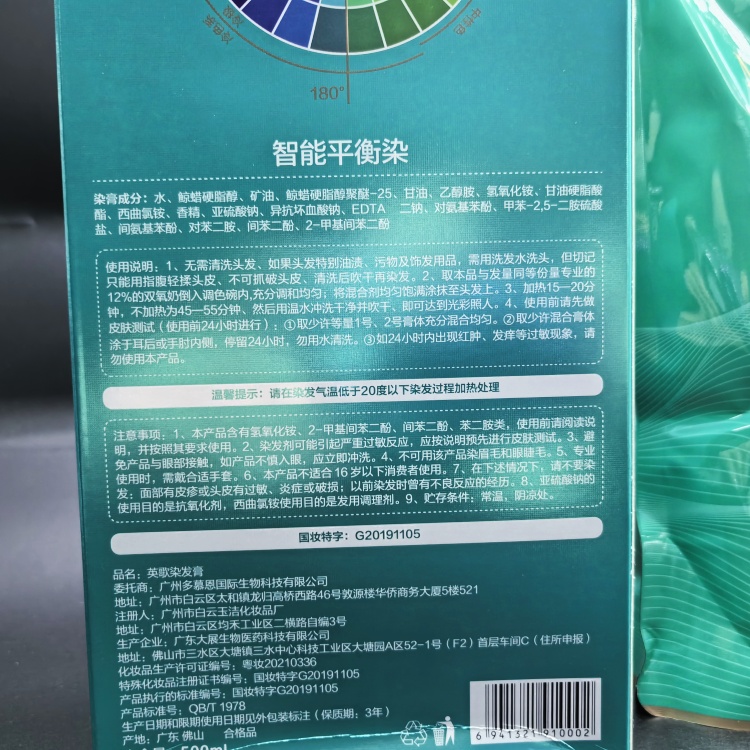 冷色系
180°
中性色
智能平衡染
染膏成分：水、鲸蜡硬脂醇、矿油、鲸蜡硬脂醇聚醚-25、甘油、乙醇胺、氢氧化铵、甘油硬脂酸
酯、西曲氯铵、香精、亚硫酸钠、异抗坏血酸钠、EDTA 二钠、对氨基苯酚、甲苯-2,5-二胺硫酸
盐、间氨基苯酚、对苯二胺、间苯二酚、2-甲基间苯二酚
使用说明：1、无需清洗头发、如果头发特别油渍、污物及饰发用品，需用洗发水洗头，但切记
只能用指腹轻揉头皮、不可抓破头皮、清洗后吹干再染发。2、取本品与发量同等份量专业的
12%的双氧奶倒入调色碗内,充分调和均匀；将混合剂均匀饱满涂抹至头发上。3、加热15—20分
钟，不加热为45—55分钟、然后用温水冲洗干净并吹干、即可达到光彩照人。4、使用前请先做
皮肤测试（使用前24小时进行）：①取少许等量1号、2号膏体充分混合均匀。②取少许混合膏体
涂于耳后或手肘内侧，停留24小时，勿用水清洗。③如24小时内出现红肿、发痒等过敏现象，请
勿使用本产品。
温馨提示：请在染发气温低于20度以下染发过程加热处理
注意事项：1、本产品含有氢氧化铵、2-甲基间苯二酚、间苯二酚、苯二胺类，使用前请阅读说
明，并按照其要求使用。2、染发剂可能引起严重过敏反应，应按说明预先进行皮肤测试。3、避
免产品与眼部接触，如产品不慎入眼，应立即冲洗。4、不可用该产品染眉毛和眼睫毛。5、专业
使用时，需戴合适手套。6、本产品不适合16岁以下消费者使用。7、在下述情况下，请不要染
发：面部有皮疹或头皮有过敏、炎症或破损；以前染发时曾有不良反应的经历。8、亚硫酸钠的
使用目的是抗氧化剂，西曲氯铵使用目的是发用调理剂。9、贮存条件：常温，阴凉处。
国妆特字：G20191105
品名：英歌染发膏
委托商：广州多慕恩国际生物科技有限公司
地址：广州市白云区太和镇龙归高桥西路46号敦源楼华侨商务大厦5楼521
注册人：广州市白云玉洁化妆品厂
地址：广州市白云区均禾工业区二横路自编3号
生产企业：广东大展生物医药科技有限公司
地址：佛山市三水区大塘镇三水中心科技工业区大塘园A区52-1号（F2）首层车间C（住所申报）
化妆品生产许可证编号：粤妆20210336
特殊化妆品注册证书编号：国妆特字G20191105
产品执行的标准编号：国妆特字G20191105
产品标准号：QB/T 1978
生产日期和限期使用日期见外包装标注（保质期：3年）
产地：广东 佛山 合格品
500ml
6 941321 910002